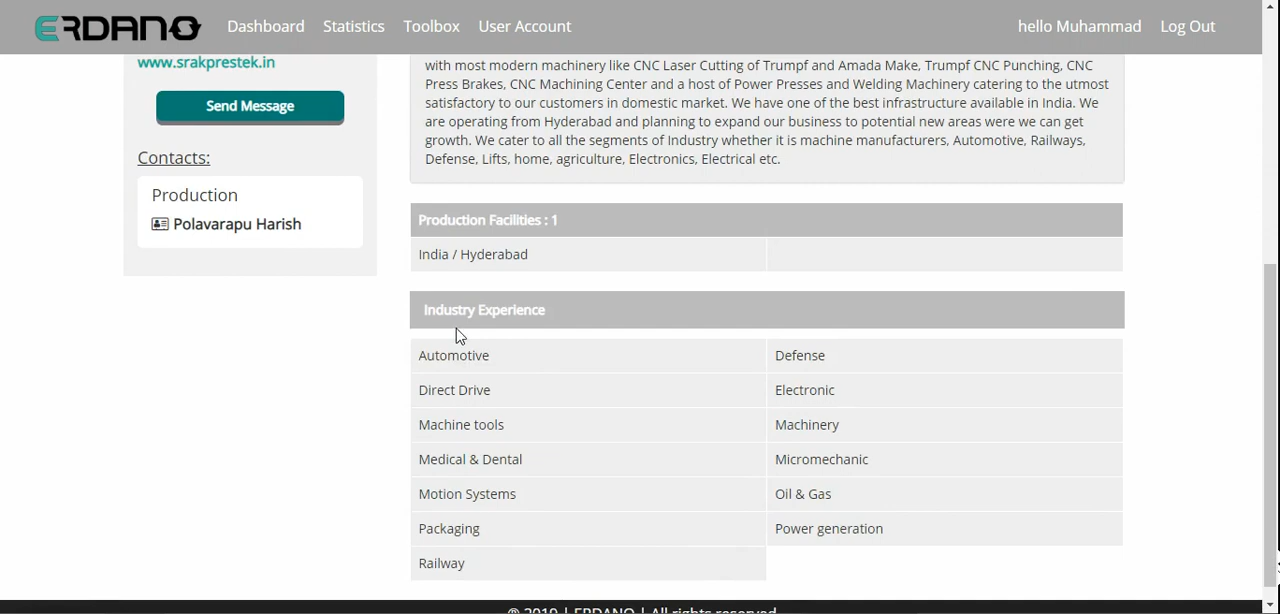 ERDANO Dashboard Statistics Toolbox User Account hello Muhammad Log Out
www.srakprestek.in
Send Message
Contacts:
Production
Polavarapu Harish
with most modern machinery like CNC Laser Cutting of Trumpf and Amada Make, Trumpf CNC Punching, CNC
Press Brakes, CNC Machining Center and a host of Power Presses and Welding Machinery catering to the utmost
satisfactory to our customers in domestic market. We have one of the best infrastructure available in India. We
are operating from Hyderabad and planning to expand our business to potential new areas were we can get
growth. We cater to all the segments of Industry whether it is machine manufacturers, Automotive, Railways,
Defense, Lifts, home, agriculture, Electronics, Electrical etc.
Production Facilities : 1
India / Hyderabad
Industry Experience
Automotive Defense
Direct Drive Electronic
Machine tools Machinery
Medical & Dental Micromechanic
Motion Systems Oil & Gas
Packaging Power generation
Railway
© 2019 | ERDANO | All rights reserved